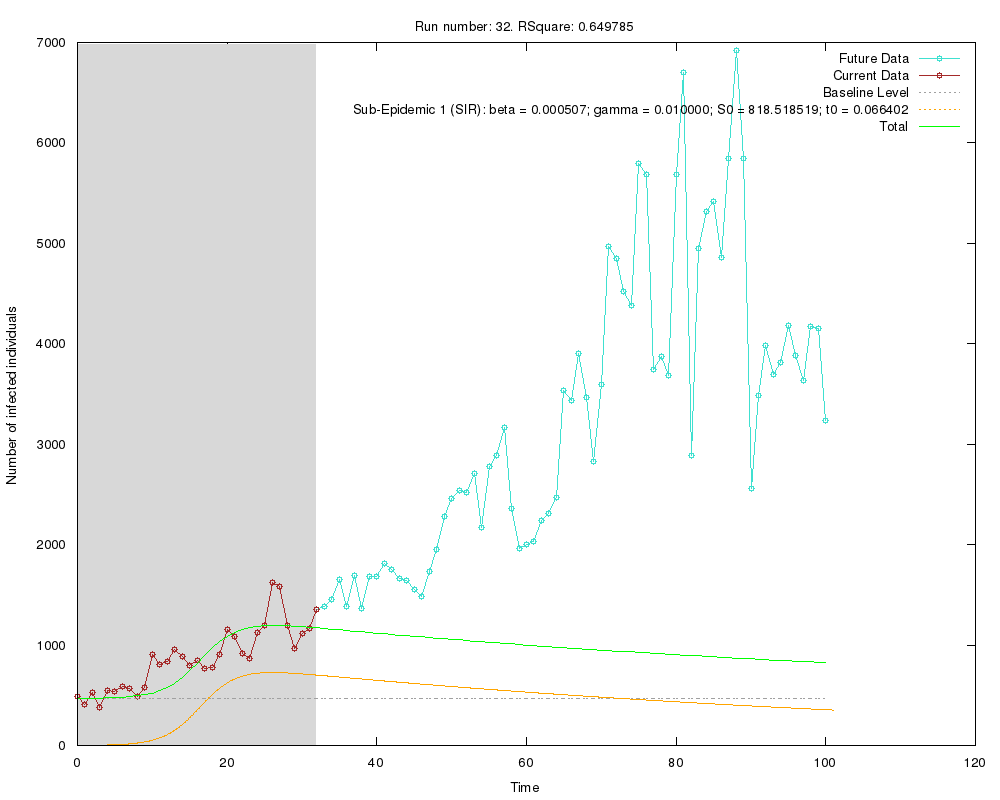 Run number: 32. RSquare: 0.649785
7000
6000
5000
4000
3000
2000
1000
0
Number of infected individuals
Future Data
Current Data
Baseline Level
Sub-Epidemic 1 (SIR): beta = 0.000507; gamma = 0.010000; S0 = 818.518519; t0 = 0.066402
Total
0 20 40 60 80 100 120
Time